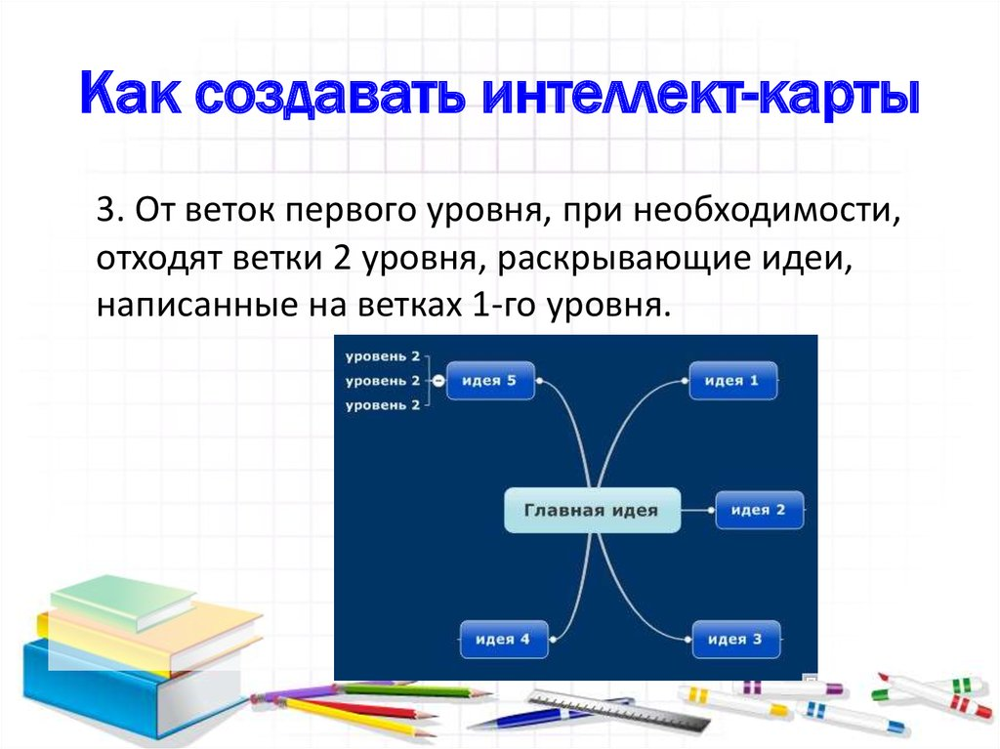 Как создавать интеллект-карты
3. От веток первого уровня, при необходимости,
отходят ветки 2 уровня, раскрывающие идеи,
написанные на ветках 1-го уровня.
уровень 2
уровень 2
уровень 2
идея 5
идея 1
Главная идея
идея 2
идея 4
идея 3